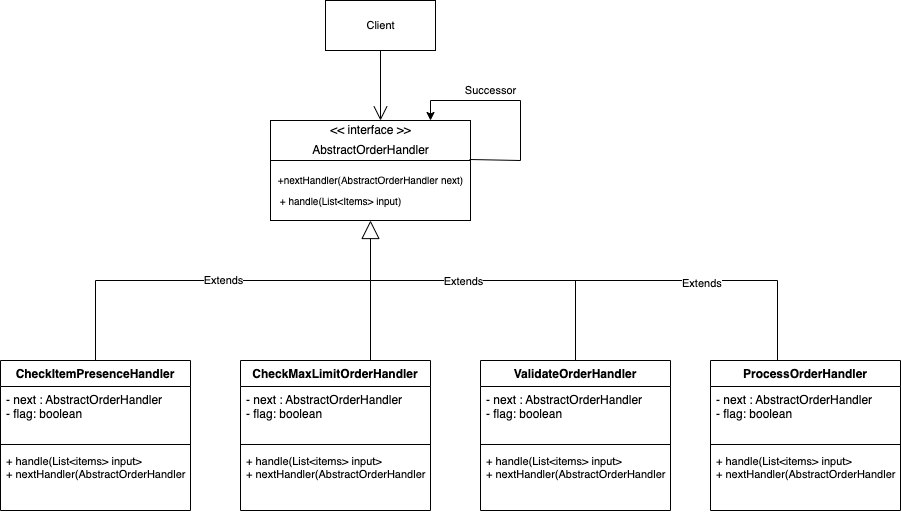 Client
Successor
<< interface >>
AbstractOrderHandler
+nextHandler(AbstractOrderHandler next)
+ handle(List<Items> input)
Extends
Extends
Extends
CheckItemPresenceHandler
- next : AbstractOrderHandler
- flag: boolean
+ handle(List<items> input>
+ nextHandler(AbstractOrderHandler
CheckMaxLimitOrderHandler
- next : AbstractOrderHandler
- flag: boolean
+ handle(List<items> input>
+ nextHandler(AbstractOrderHandler
ValidateOrderHandler
- next : AbstractOrderHandler
- flag: boolean
+ handle(List<items> input>
+ nextHandler(AbstractOrderHandler
ProcessOrderHandler
- next : AbstractOrderHandler
- flag: boolean
+ handle(List<items> input>
+ nextHandler(AbstractOrderHandler